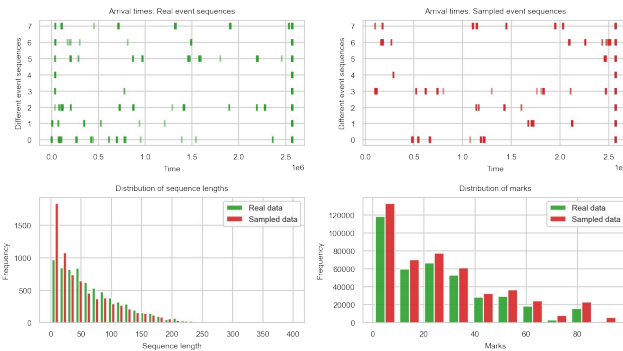 Arrival times: Real event sequences
Different event sequences
7
6
5
4
3
2
1
0
0.0 0.5 1.0 1.5 2.0 2.5
1e6
Time
Arrival times: Sampled event sequences
Different event sequences
7
6
5
4
3
2
1
0
0.0 0.5 1.0 1.5 2.0 2.5
Time
Distribution of sequence lengths
Real data
Sampled data
Frequency
1500
1000
500
0
0 50 100 150 200 250 300 350 400
Sequence length
Distribution of marks
Real data
Sampled data
Frequency
120000
100000
80000
60000
40000
20000
0
0 20 40 60 80
Marks